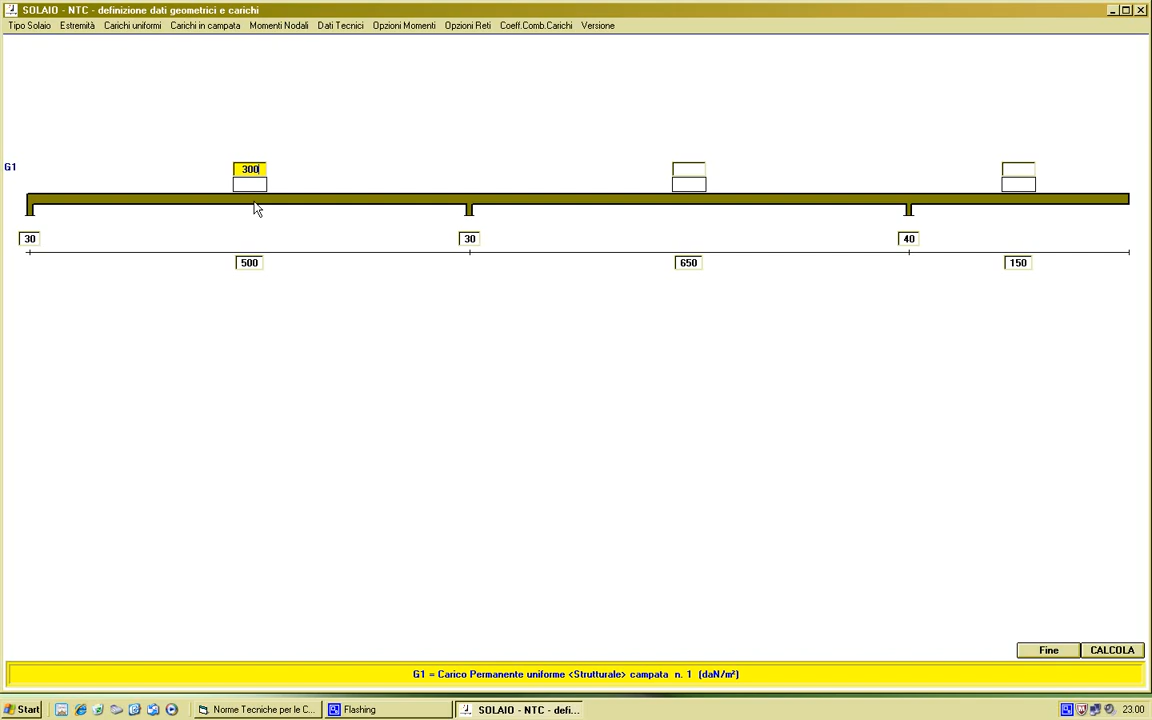 SOLAIO - NTC - definizione dati geometrici e carichi
Tipo Solaio Estremità Carichi uniformi Carichi in campata Momenti Nodali Dati Tecnici Opzioni Momenti Opzioni Reti Coeff.Comb.Carichi Versione
G1
300
30 30 40
500 650 150
Fine CALCOLA
G1 = Carico Permanente uniforme <Strutturale> campata n. 1 (daN/m²)
Start Norme Tecniche per le C... Flashing SOLAIO - NTC - defi... 23.00